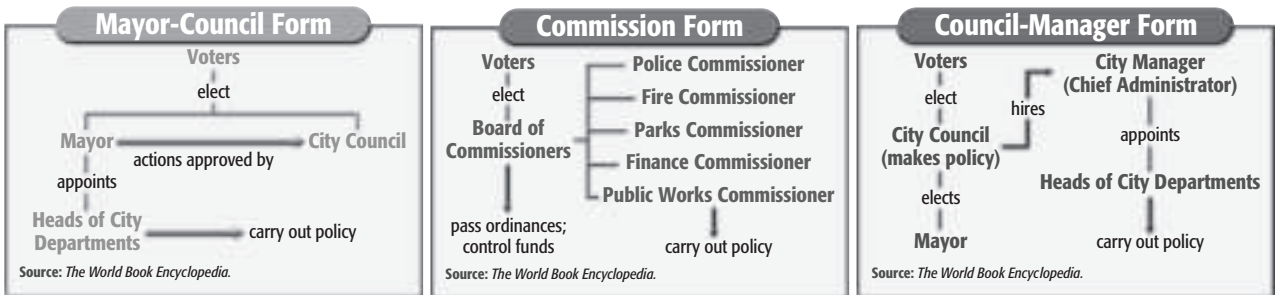 Mayor-Council Form
Voters
elect
Mayor
City Council
actions approved by
appoints
Heads of City
Departments
carry out policy
Source: The World Book Encyclopedia.
Commission Form
Voters
elect
Board of
Commissioners
Police Commissioner
Fire Commissioner
Parks Commissioner
Finance Commissioner
Public Works Commissioner
pass ordinances;
control funds
carry out policy
Source: The World Book Encyclopedia.
Council-Manager Form
Voters
elect
City Council
(makes policy)
hires
City Manager
(Chief Administrator)
appoints
Heads of City Departments
elects
Mayor
carry out policy
Source: The World Book Encyclopedia.